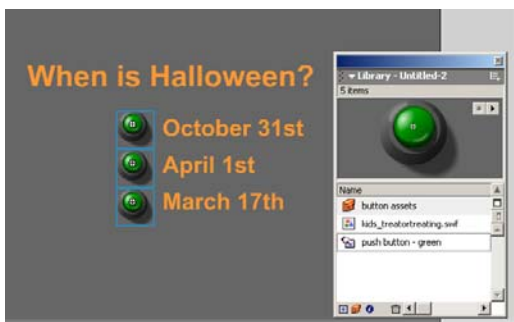 When is Halloween?
October 31st
April 1st
March 17th
Library - Untitled-2
5 items
Name
button assets
kids_treatortreating.swf
push button - green